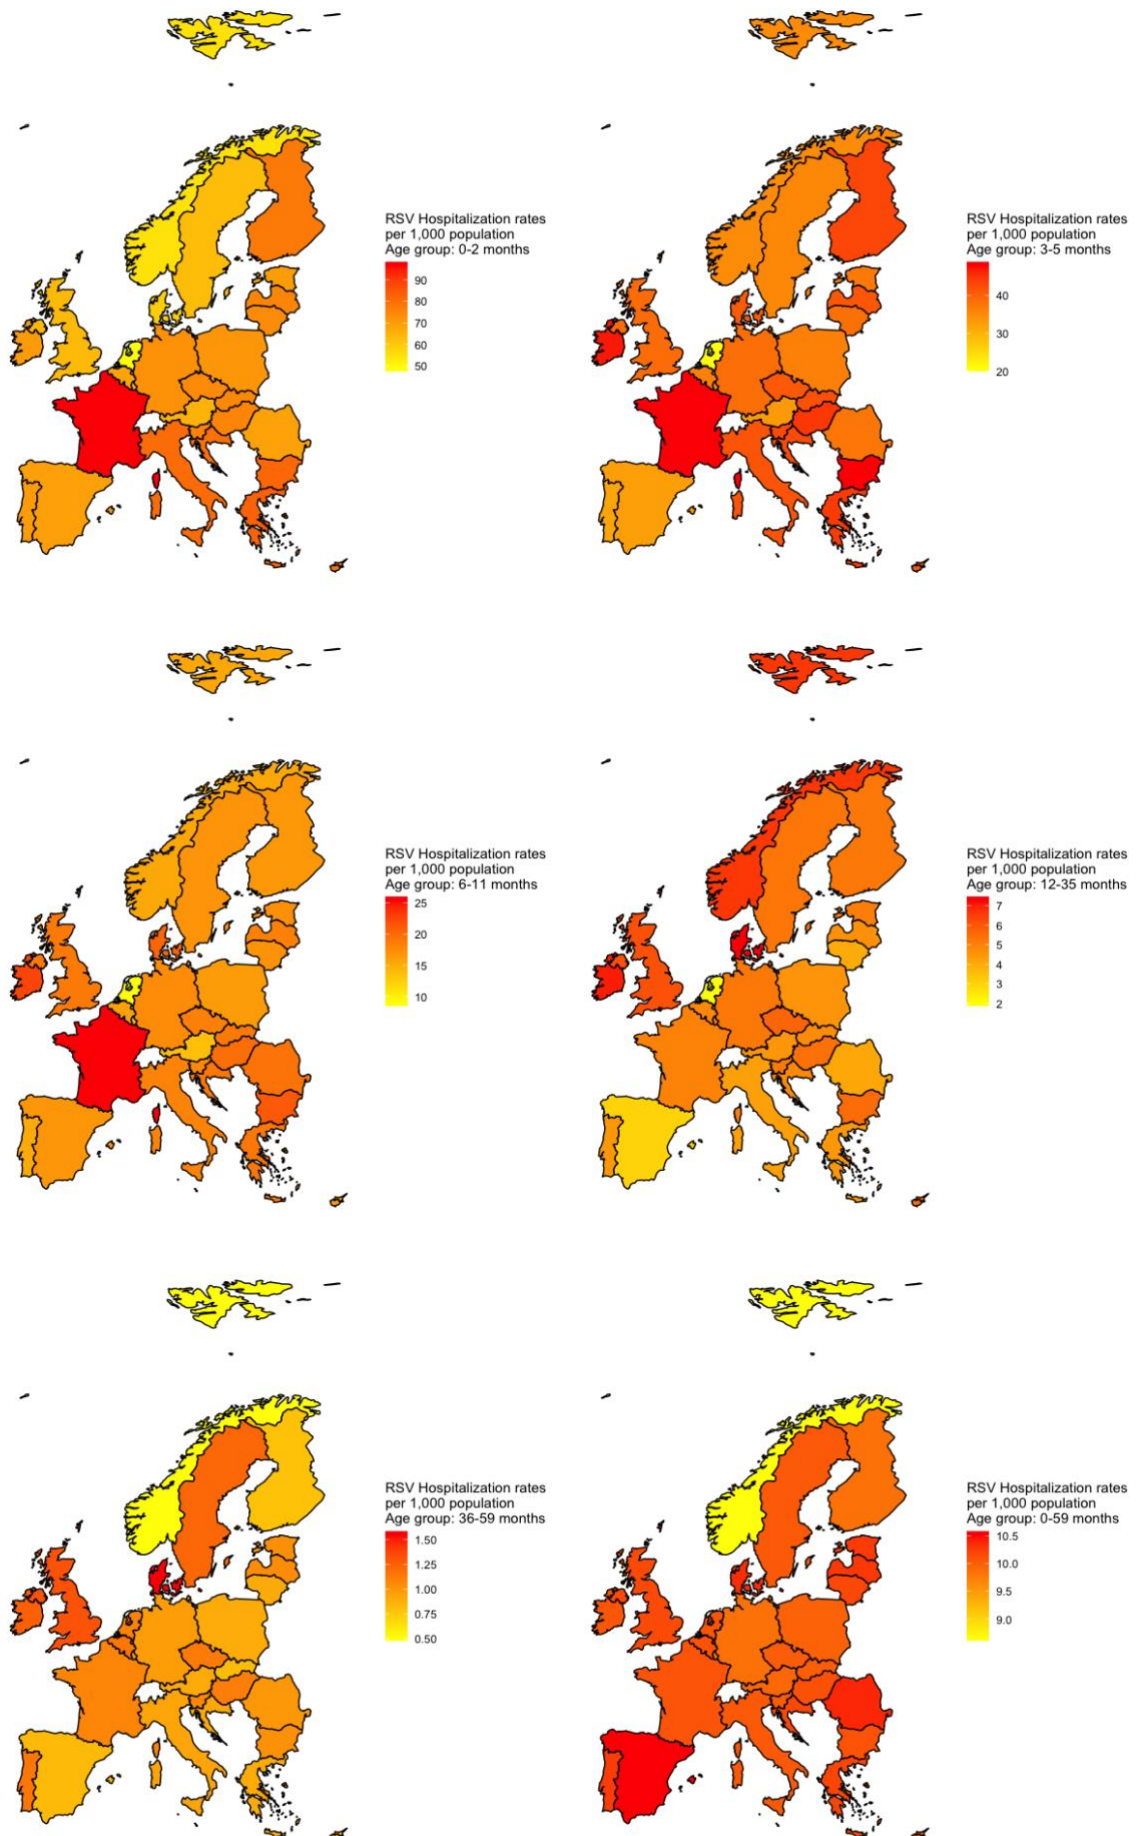 RSV Hospitalization rates
per 1,000 population
Age group: 0-2 months
90
80
70
60
50
RSV Hospitalization rates
per 1,000 population
Age group: 3-5 months
40
30
20
RSV Hospitalization rates
per 1,000 population
Age group: 6-11 months
25
20
15
10
RSV Hospitalization rates
per 1,000 population
Age group: 12-35 months
7
6
5
4
3
2
RSV Hospitalization rates
per 1,000 population
Age group: 36-59 months
1.50
1.25
1.00
0.75
0.50
RSV Hospitalization rates
per 1,000 population
Age group: 0-59 months
10.5
10.0
9.5
9.0